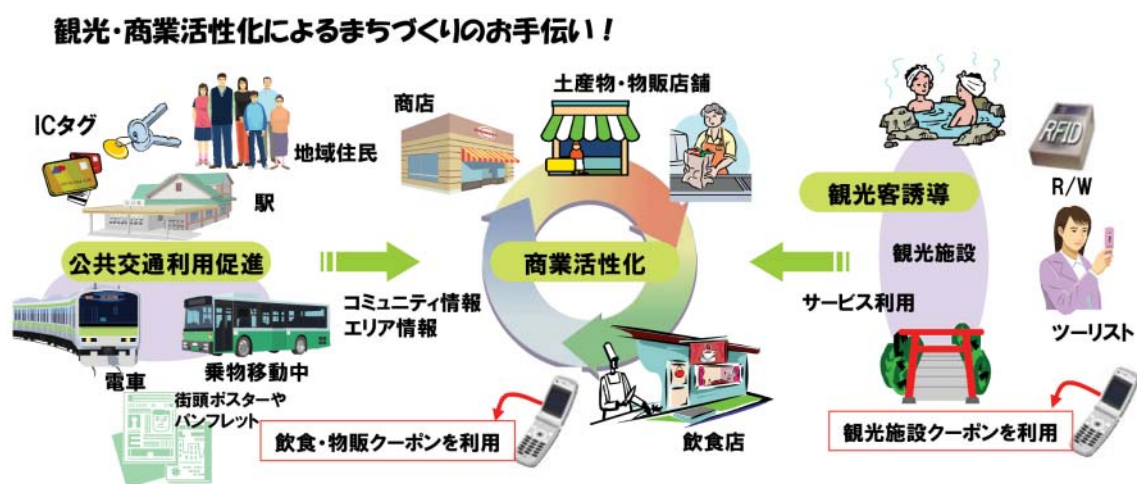 観光・商業活性化によるまちづくりのお手伝い!
ICタグ
地域住民
駅
公共交通利用促進
電車
乗物移動中
街頭ポスターや
パンフレット
コミュニティ情報
エリア情報
飲食・物販クーポンを利用
商店
土産物・物販店舗
商業活性化
飲食店
観光客誘導
観光施設
サービス利用
RFID
R/W
ツーリスト
観光施設クーポンを利用